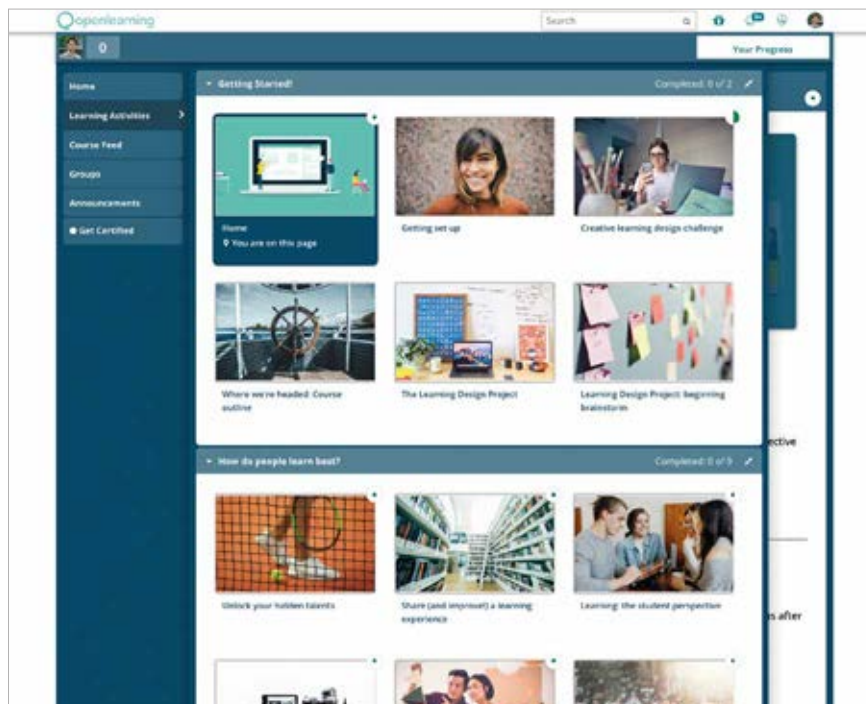 openlearning
Search
0
Your Progress
Home
Learning Activities
Course Feed
Groups
Announcements
Get Certified
Getting Started!
Completed: 0 of 2
Home
You are on this page
Getting set up
Creative learning design challenge
Where we're headed: Course
outline
The Learning Design Project
Learning Design Project: beginning
brainstorm
ective
How do people learn best?
Completed: 0 of 9
Unlock your hidden talents
Share (and improve!) a learning
experience
Learning: the student perspective
s after